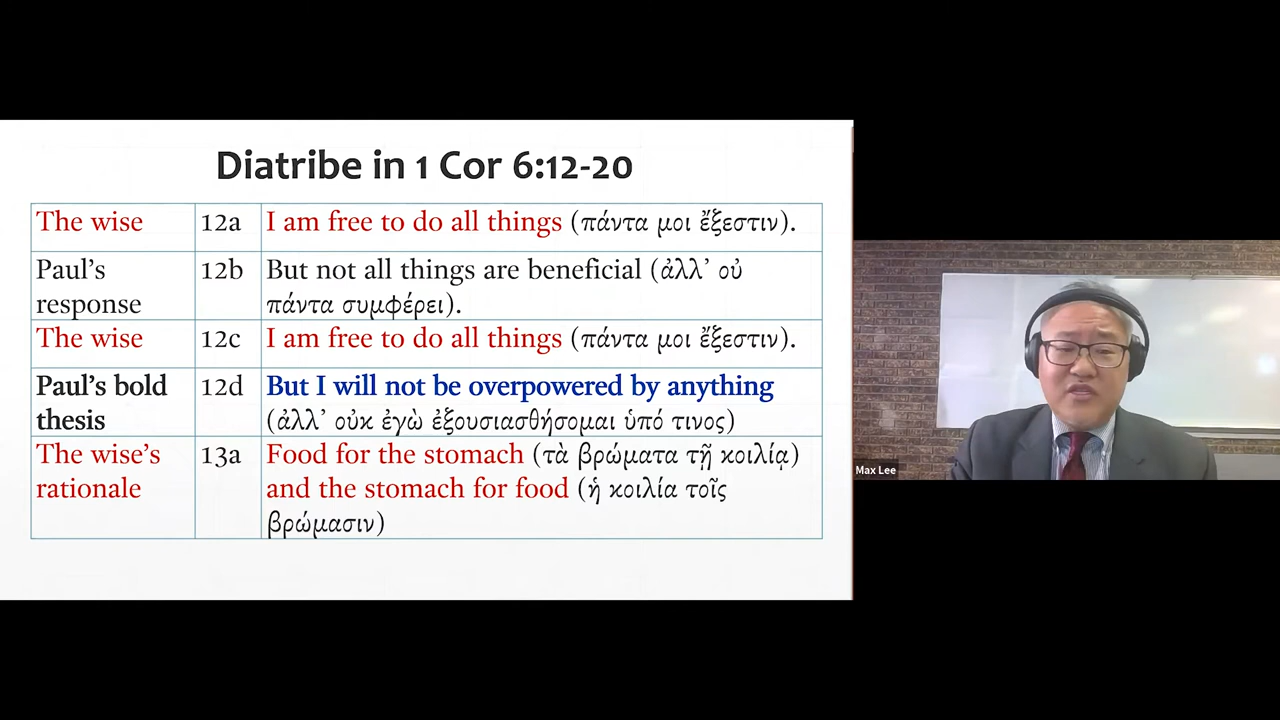 Diatribe in 1 Cor 6:12-20
The wise 12a I am free to do all things (πάντα μοι ἔξεστιν).
Paul’s response 12b But not all things are beneficial (ἀλλ’ οὐ
πάντα συμφέρει).
The wise 12c I am free to do all things (πάντα μοι ἔξεστιν).
Paul’s bold thesis 12d But I will not be overpowered by anything
(ἀλλ’ οὐκ ἐγὼ ἐξουσιασθήσομαι ὑπό τινος)
The wise’s rationale 13a Food for the stomach (τὰ βρώματα τῇ κοιλίᾳ)
and the stomach for food (ἡ κοιλία τοῖς
βρώμασιν)
Max Lee